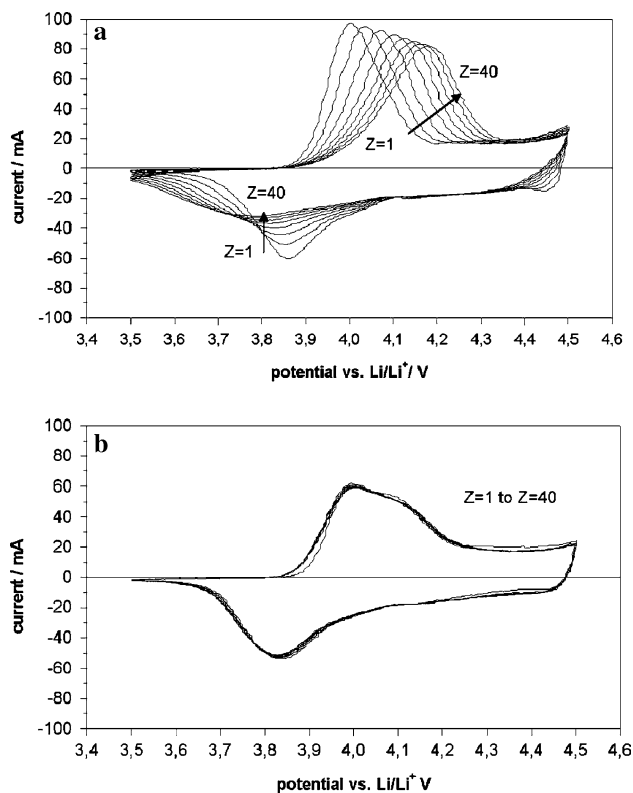 a
100
80
60
40
20
0
-20
-40
-60
-80
-100
current / mA
Z=40
Z=1
Z=40
Z=1
3,4 3,5 3,6 3,7 3,8 3,9 4,0 4,1 4,2 4,3 4,4 4,5 4,6
potential vs. Li/Li⁺/ V
b
100
80
60
40
20
0
-20
-40
-60
-80
-100
current / mA
Z=1 to Z=40
3,4 3,5 3,6 3,7 3,8 3,9 4,0 4,1 4,2 4,3 4,4 4,5 4,6
potential vs. Li/Li⁺ V